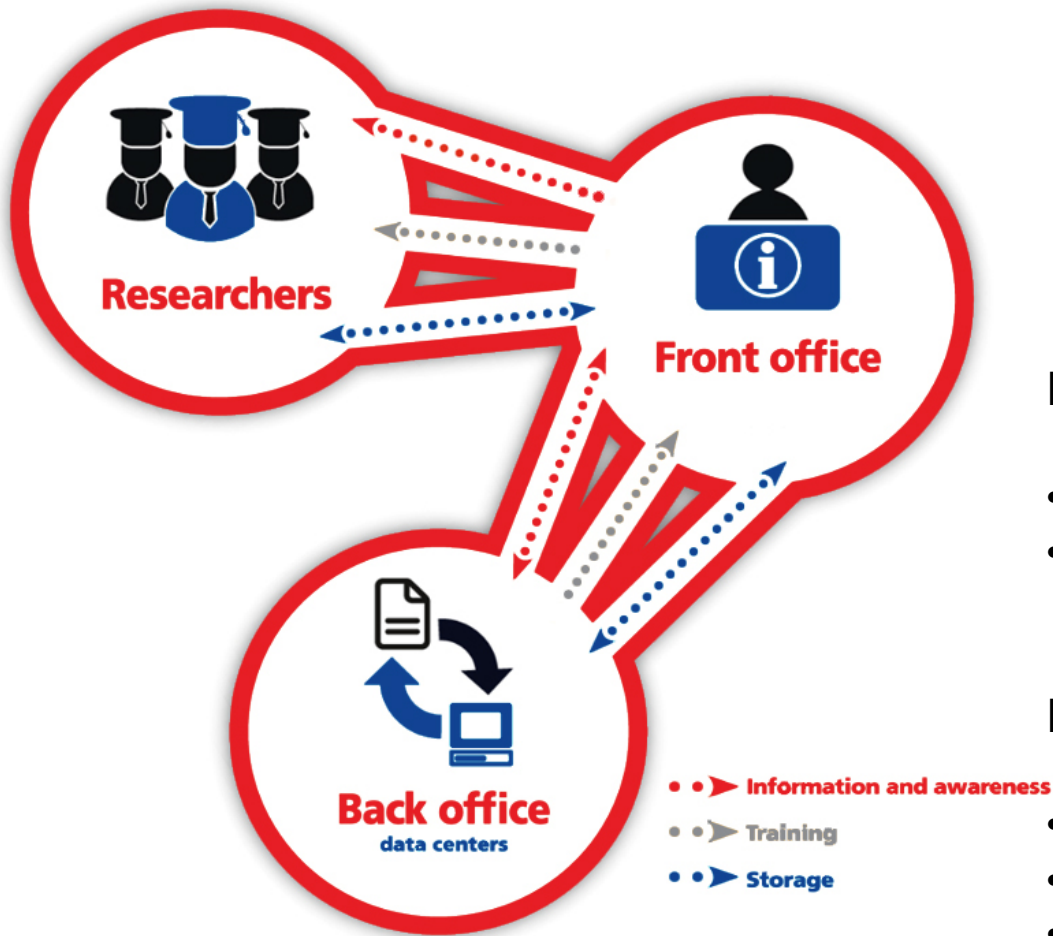 Researchers
Front office
Back office
data centers
Information and awareness
Training
Storage